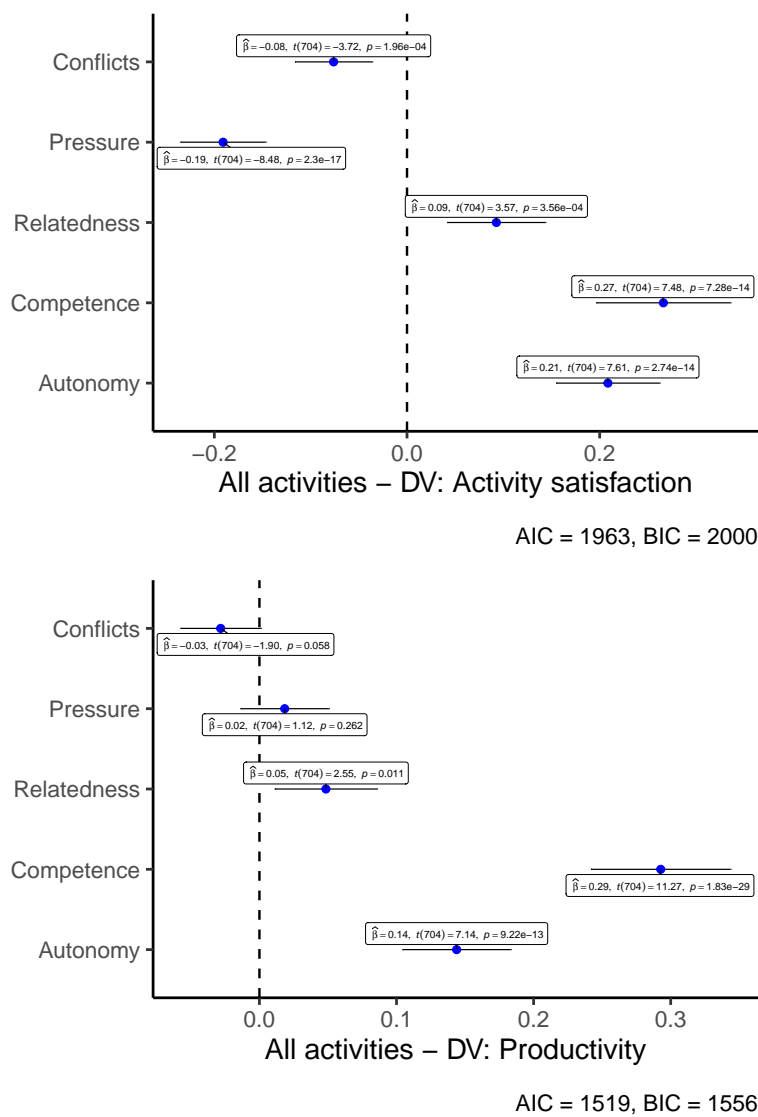 β̂ = −0.08, t(704) = −3.72, p = 1.96e−04
Conflicts
Pressure
β̂ = −0.19, t(704) = −8.48, p = 2.3e−17
β̂ = 0.09, t(704) = 3.57, p = 3.56e−04
Relatedness
β̂ = 0.27, t(704) = 7.48, p = 7.28e−14
Competence
β̂ = 0.21, t(704) = 7.61, p = 2.74e−14
Autonomy
−0.2 0.0 0.2
All activities − DV: Activity satisfaction
AIC = 1963, BIC = 2000
Conflicts
β̂ = −0.03, t(704) = −1.90, p = 0.058
Pressure
β̂ = 0.02, t(704) = 1.12, p = 0.262
β̂ = 0.05, t(704) = 2.55, p = 0.011
Relatedness
Competence
β̂ = 0.29, t(704) = 11.27, p = 1.83e−29
β̂ = 0.14, t(704) = 7.14, p = 9.22e−13
Autonomy
0.0 0.1 0.2 0.3
All activities − DV: Productivity
AIC = 1519, BIC = 1556